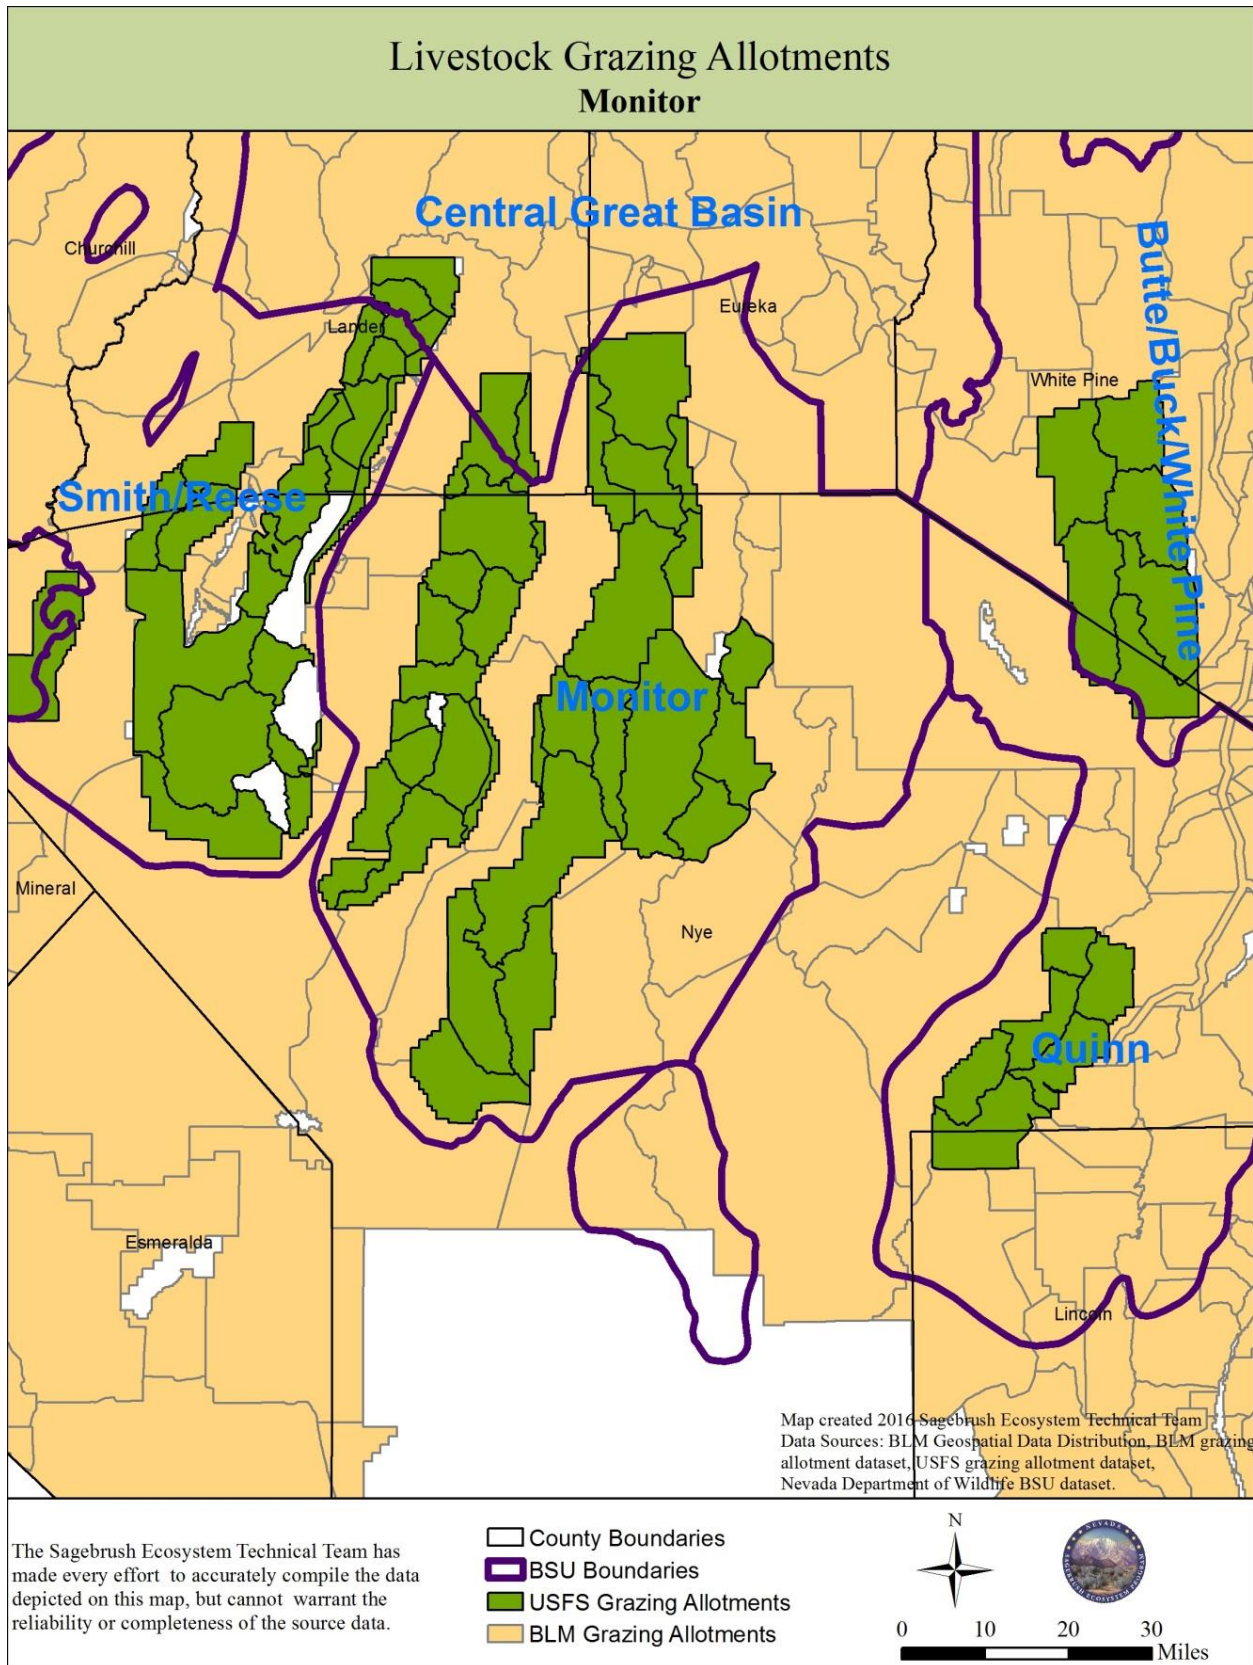 Livestock Grazing Allotments
Monitor
Central Great Basin
Churchill
Lander
Eureka
White Pine
Butte/Buck/White Pine
Smith/Reese
Monitor
Mineral
Nye
Quinn
Esmeralda
Lincoln
Map created 2016 Sagebrush Ecosystem Technical Team
Data Sources: BLM Geospatial Data Distribution, BLM grazing
allotment dataset, USFS grazing allotment dataset,
Nevada Department of Wildlife BSU dataset.
The Sagebrush Ecosystem Technical Team has
made every effort to accurately compile the data
depicted on this map, but cannot warrant the
reliability or completeness of the source data.
County Boundaries
BSU Boundaries
USFS Grazing Allotments
BLM Grazing Allotments
N
NEVADA
SAGEBRUSH ECOSYSTEM PROGRAM
0 10 20 30
Miles